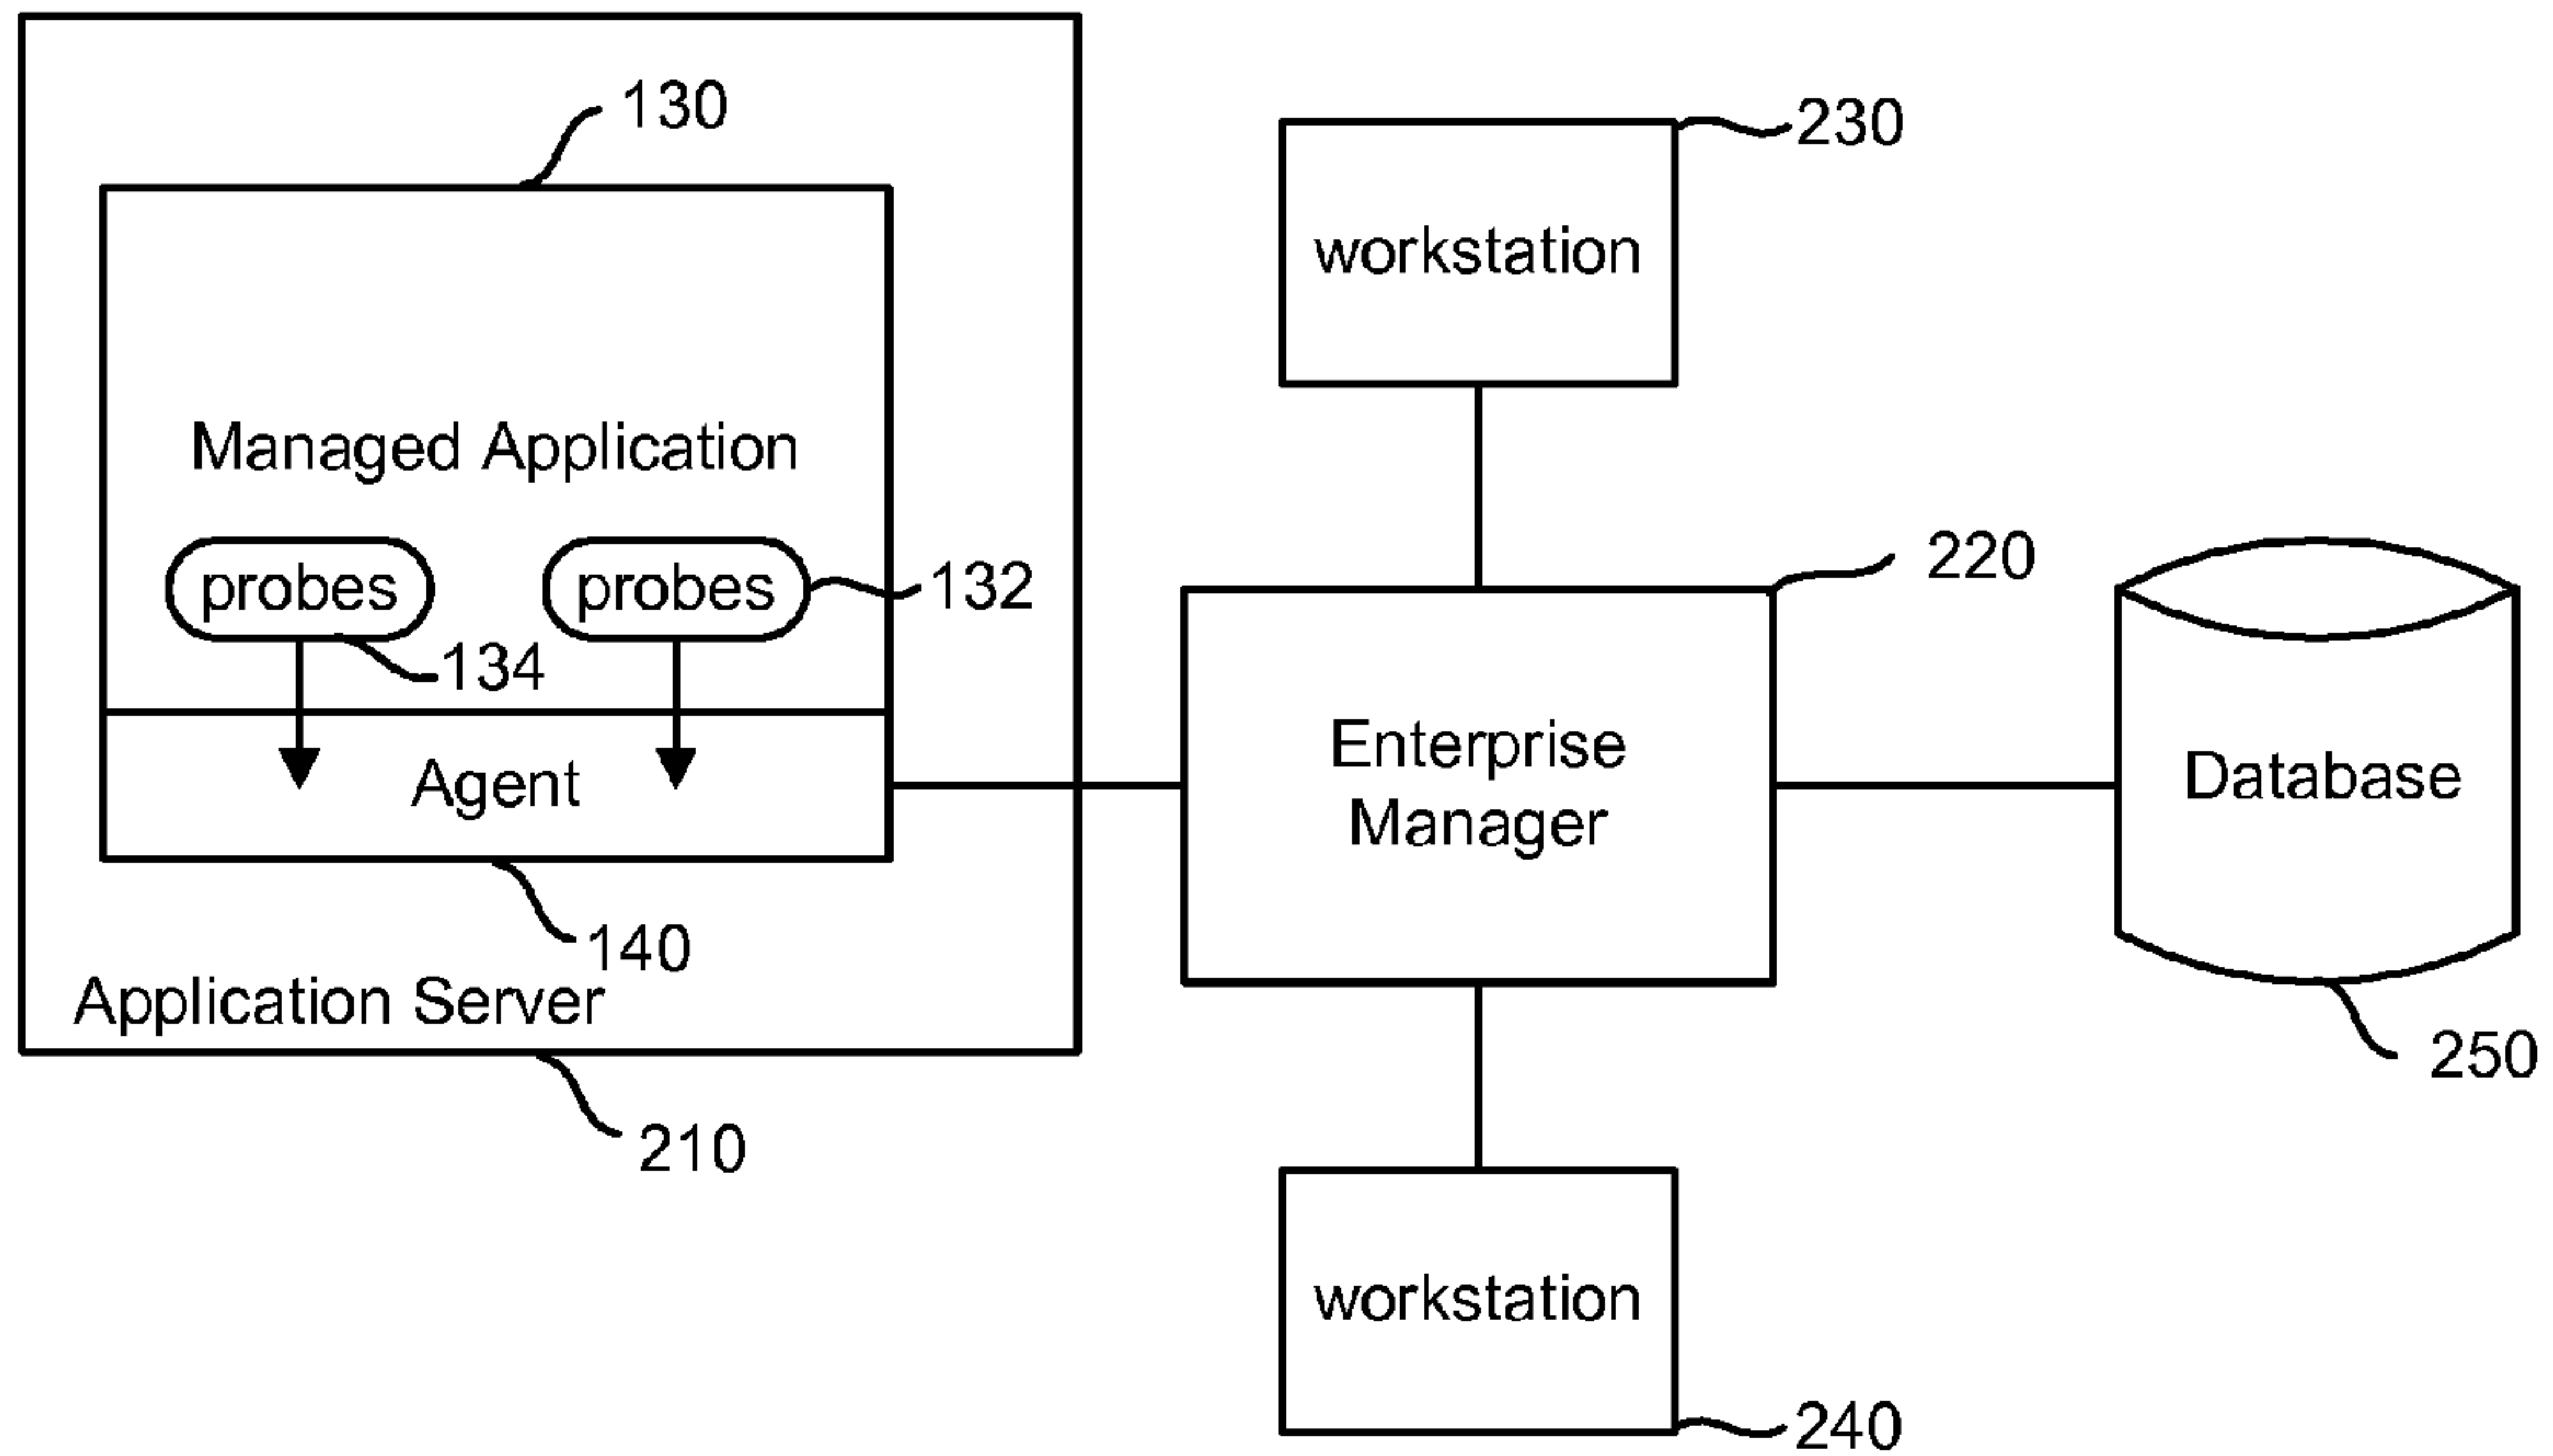 130
230
workstation
Managed Application
220
probes
probes
132
134
Enterprise
Manager
Agent
Database
140
Application Server
250
210
workstation
240